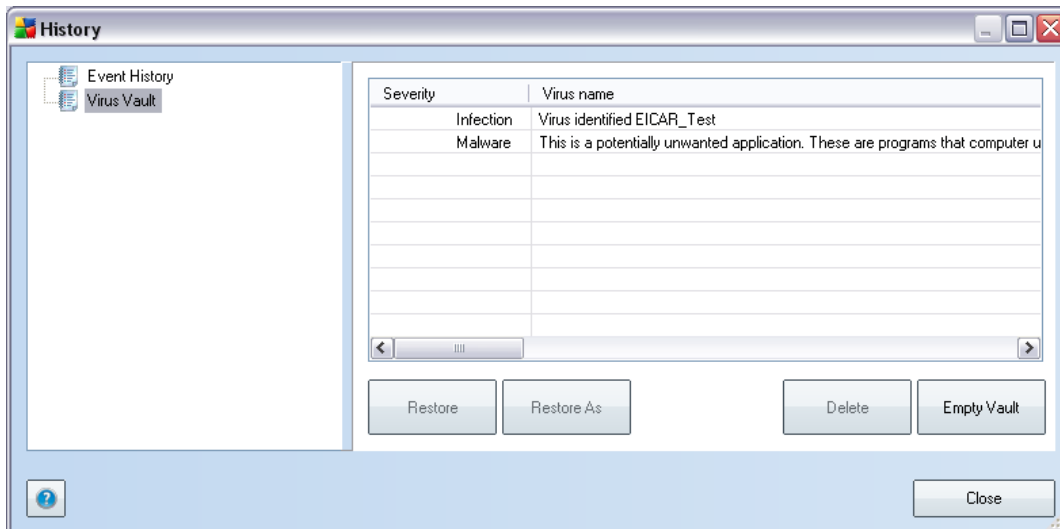 History
Event History
Virus Vault
Severity Virus name
Infection Virus identified EICAR_Test
Malware This is a potentially unwanted application. These are programs that computer u
Restore Restore As Delete Empty Vault
? Close